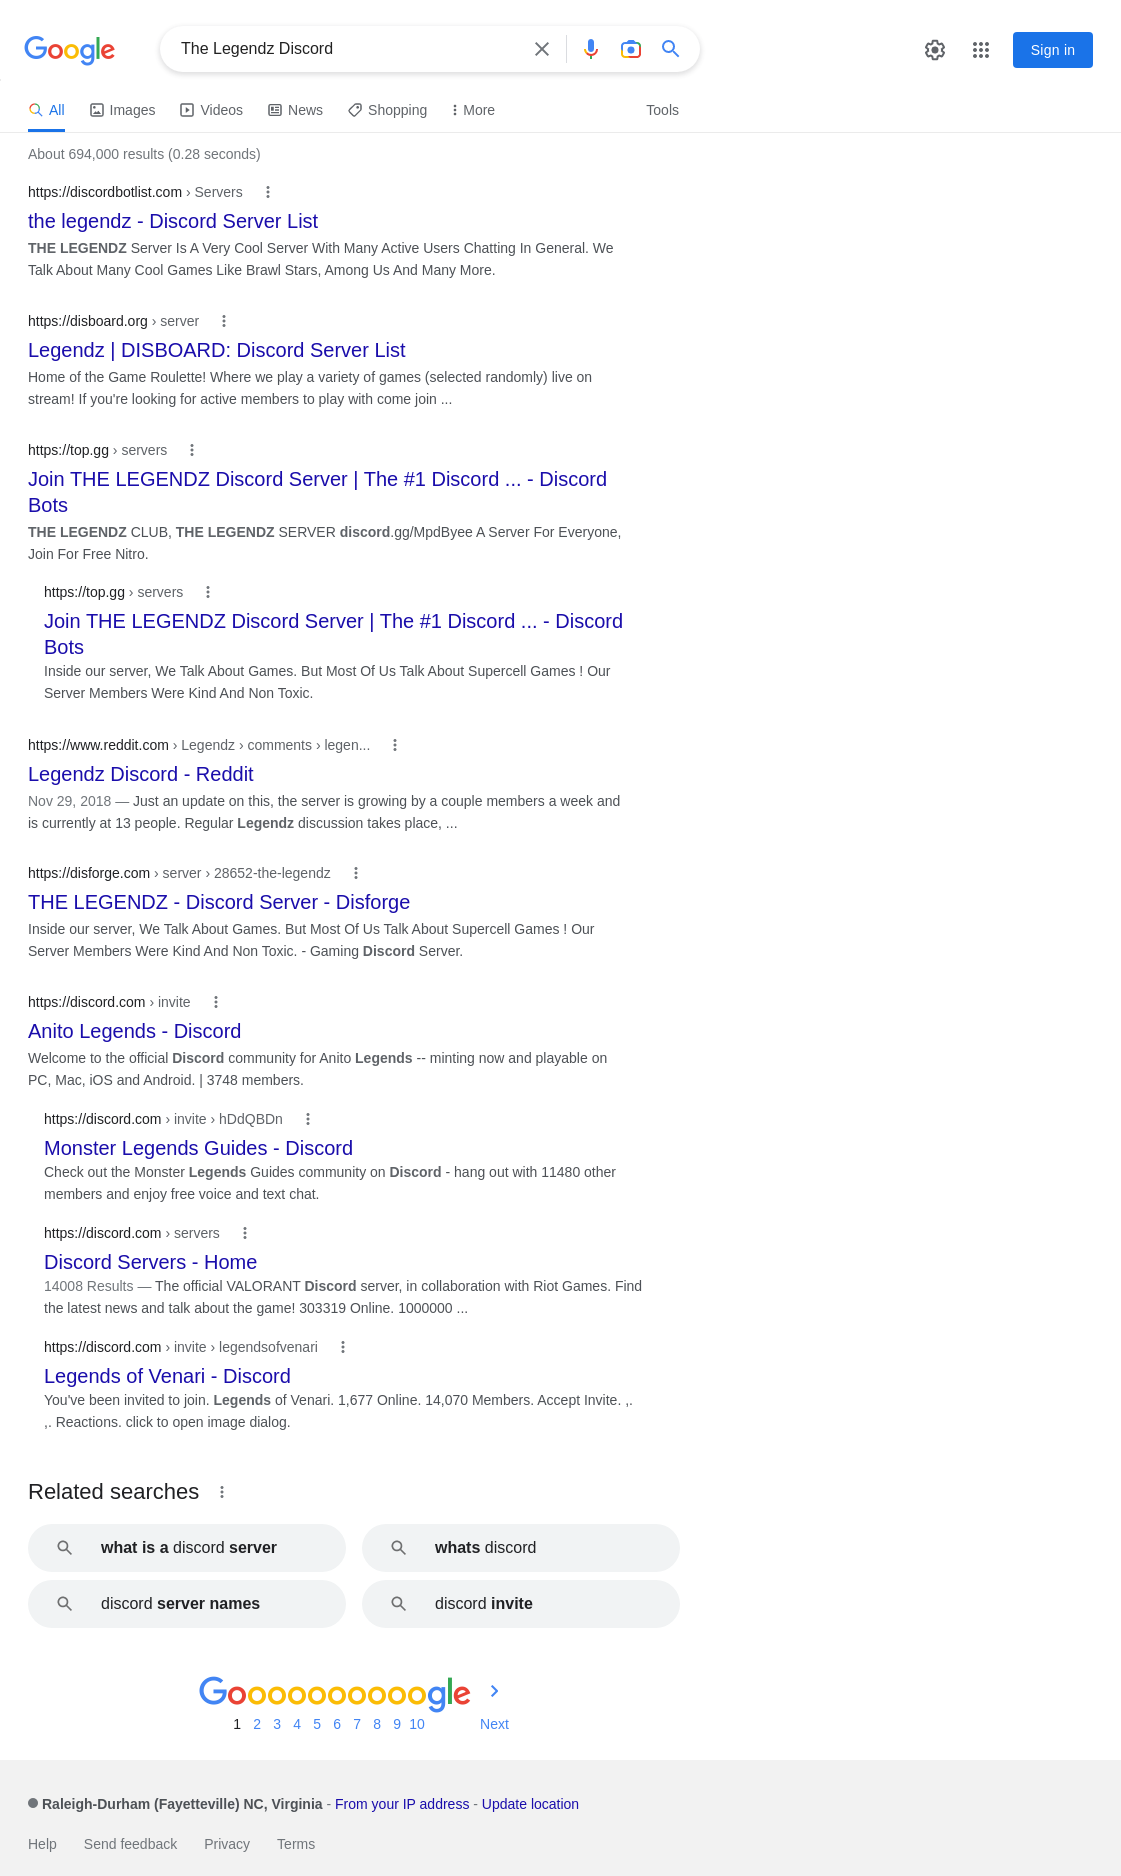 Google
The Legendz Discord
Sign in
All
Images
Videos
News
Shopping
More
Tools
About 694,000 results (0.28 seconds)
https://discordbotlist.com › Servers
the legendz - Discord Server List
THE LEGENDZ Server Is A Very Cool Server With Many Active Users Chatting In General. We
Talk About Many Cool Games Like Brawl Stars, Among Us And Many More.
https://disboard.org › server
Legendz | DISBOARD: Discord Server List
Home of the Game Roulette! Where we play a variety of games (selected randomly) live on
stream! If you're looking for active members to play with come join ...
https://top.gg › servers
Join THE LEGENDZ Discord Server | The #1 Discord ... - Discord
Bots
THE LEGENDZ CLUB, THE LEGENDZ SERVER discord.gg/MpdByee A Server For Everyone,
Join For Free Nitro.
https://top.gg › servers
Join THE LEGENDZ Discord Server | The #1 Discord ... - Discord
Bots
Inside our server, We Talk About Games. But Most Of Us Talk About Supercell Games ! Our
Server Members Were Kind And Non Toxic.
https://www.reddit.com › Legendz › comments › legen...
Legendz Discord - Reddit
Nov 29, 2018 — Just an update on this, the server is growing by a couple members a week and
is currently at 13 people. Regular Legendz discussion takes place, ...
https://disforge.com › server › 28652-the-legendz
THE LEGENDZ - Discord Server - Disforge
Inside our server, We Talk About Games. But Most Of Us Talk About Supercell Games ! Our
Server Members Were Kind And Non Toxic. - Gaming Discord Server.
https://discord.com › invite
Anito Legends - Discord
Welcome to the official Discord community for Anito Legends -- minting now and playable on
PC, Mac, iOS and Android. | 3748 members.
https://discord.com › invite › hDdQBDn
Monster Legends Guides - Discord
Check out the Monster Legends Guides community on Discord - hang out with 11480 other
members and enjoy free voice and text chat.
https://discord.com › servers
Discord Servers - Home
14008 Results — The official VALORANT Discord server, in collaboration with Riot Games. Find
the latest news and talk about the game! 303319 Online. 1000000 ...
https://discord.com › invite › legendsofvenari
Legends of Venari - Discord
You've been invited to join. Legends of Venari. 1,677 Online. 14,070 Members. Accept Invite. ,.
,. Reactions. click to open image dialog.
Related searches
what is a discord server
whats discord
discord server names
discord invite
Goooooooooogle
1 2 3 4 5 6 7 8 9 10 Next
Raleigh-Durham (Fayetteville) NC, Virginia - From your IP address - Update location
Help Send feedback Privacy Terms